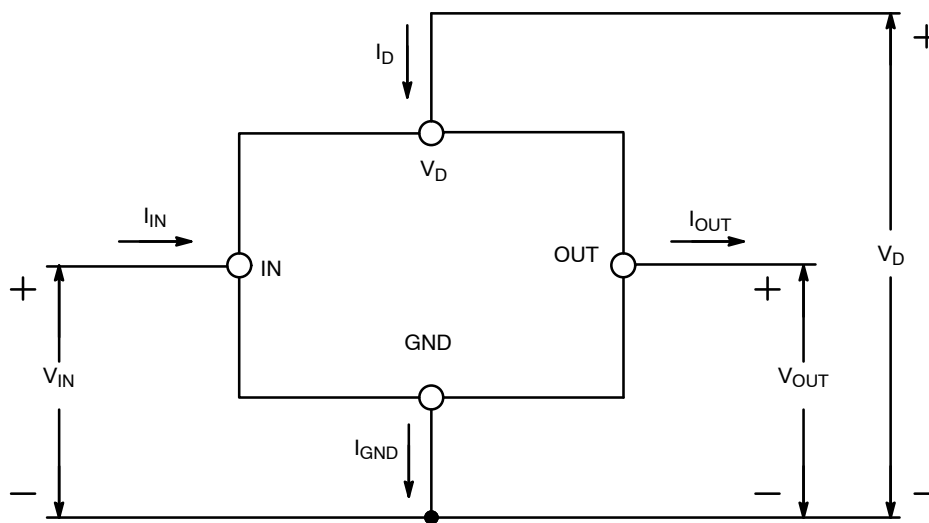 I_D
+
V_D
I_IN
I_OUT
IN
OUT
V_D
+
+
GND
V_IN
V_OUT
I_GND
−
−
−